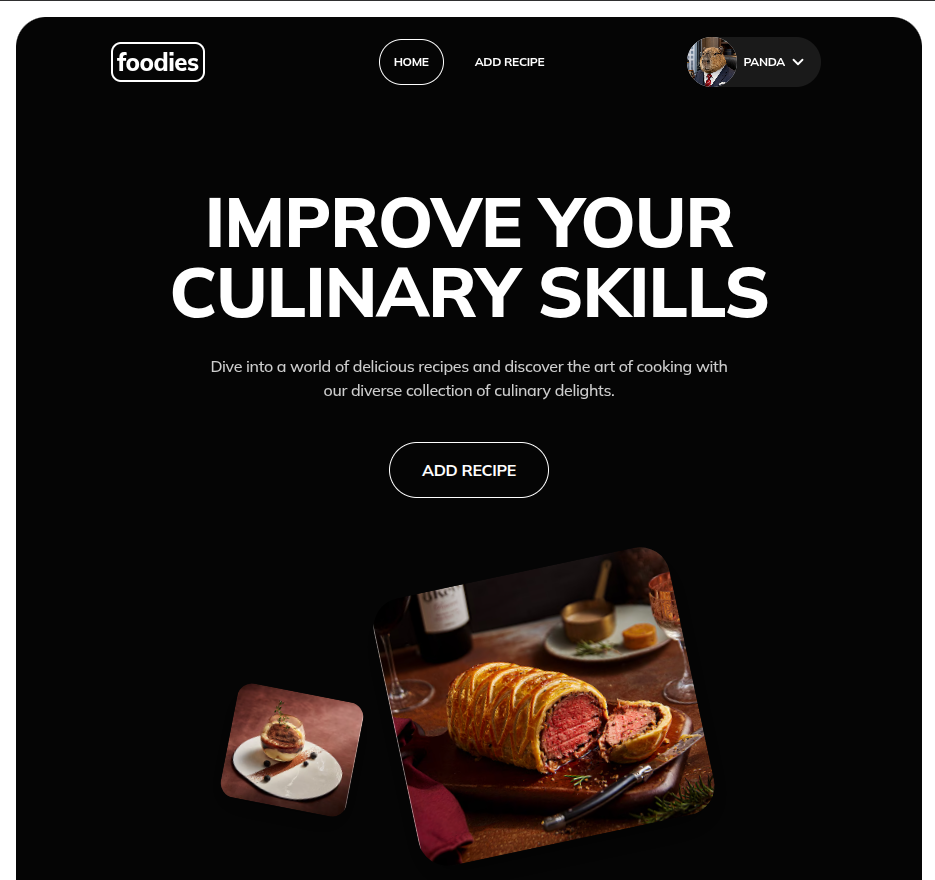 foodies
HOME
ADD RECIPE
PANDA
IMPROVE YOUR
CULINARY SKILLS
Dive into a world of delicious recipes and discover the art of cooking with
our diverse collection of culinary delights.
ADD RECIPE